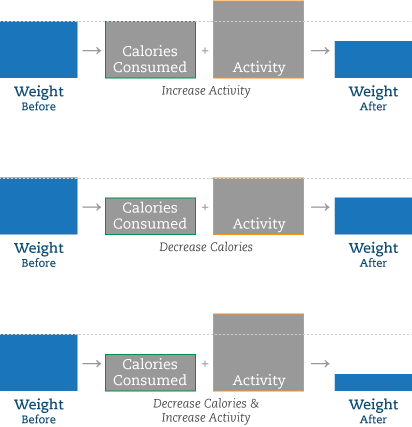 Calories
Consumed
+
Activity
Weight
Before
Increase Activity
Weight
After
Calories
Consumed
+
Activity
Weight
Before
Decrease Calories
Weight
After
Calories
Consumed
+
Activity
Weight
Before
Decrease Calories &
Increase Activity
Weight
After